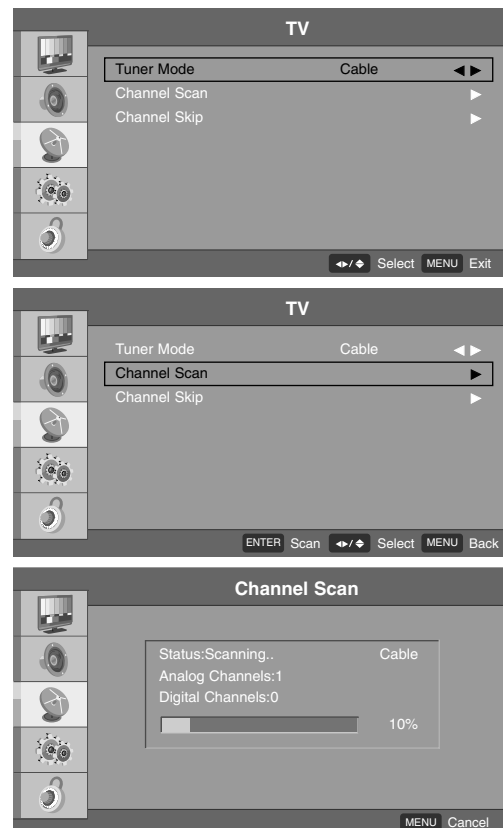 TV
Tuner Mode Cable
Channel Scan
Channel Skip
Select MENU Exit
TV
Tuner Mode Cable
Channel Scan
Channel Skip
ENTER Scan Select MENU Back
Channel Scan
Status:Scanning.. Cable
Analog Channels:1
Digital Channels:0
10%
MENU Cancel